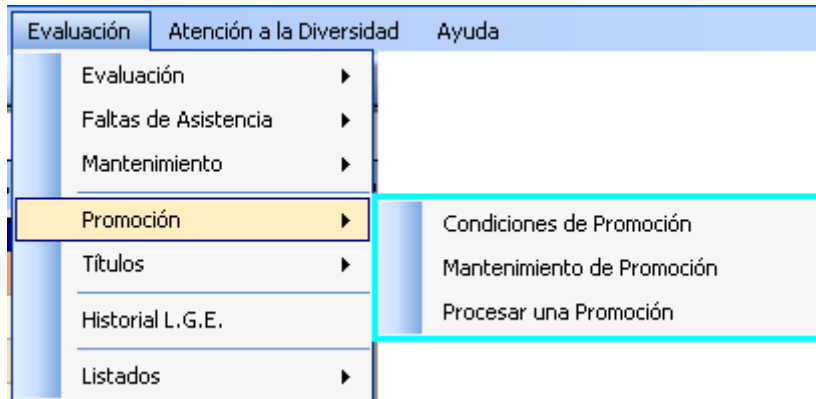 Evaluación Atención a la Diversidad Ayuda
Evaluación
Faltas de Asistencia
Mantenimiento
Promoción
Condiciones de Promoción
Títulos
Mantenimiento de Promoción
Historial L.G.E.
Procesar una Promoción
Listados